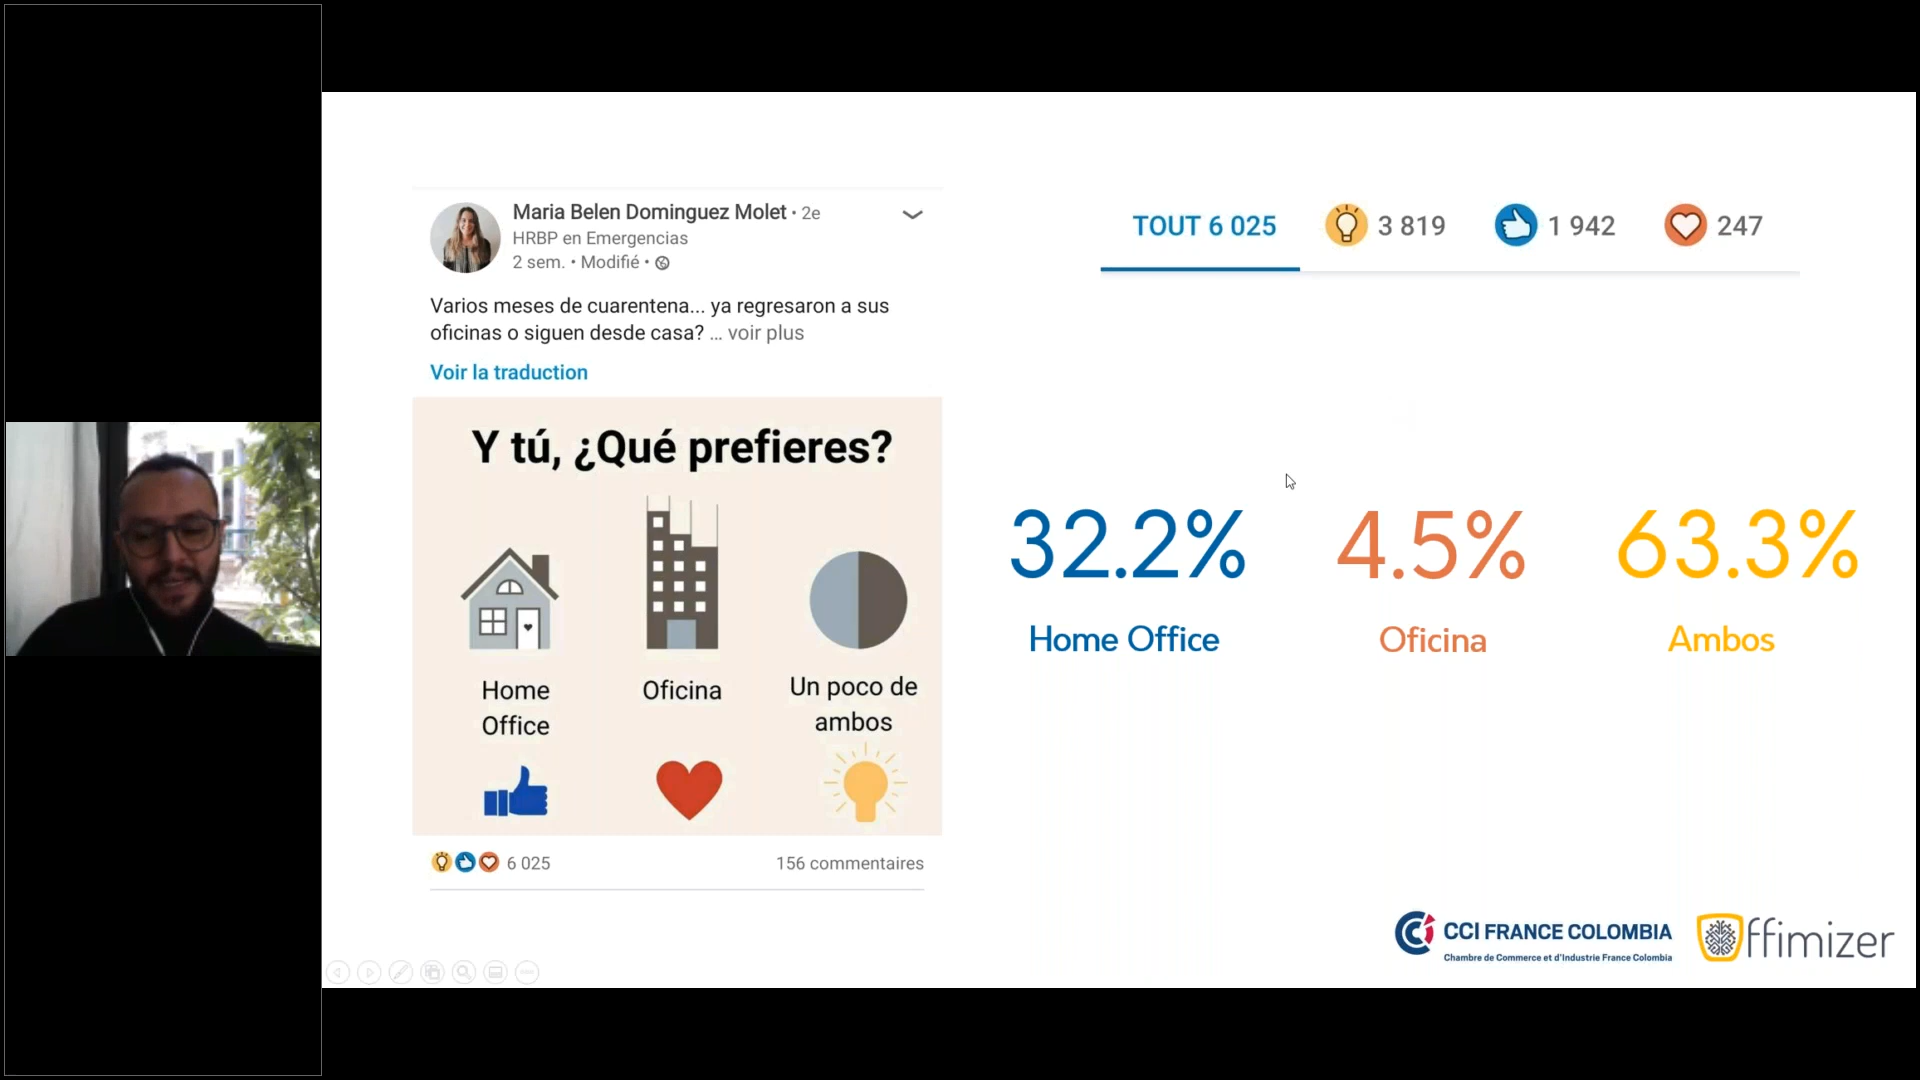 Maria Belen Dominguez Molet • 2e
HRBP en Emergencias
2 sem. • Modifié •
Varios meses de cuarentena... ya regresaron a sus
oficinas o siguen desde casa? ... voir plus
Voir la traduction
Y tú, ¿Qué prefieres?
Home
Office
Oficina
Un poco de
ambos
6 025
156 commentaires
TOUT 6 025
3 819
1 942
247
32.2%
4.5%
63.3%
Home Office
Oficina
Ambos
CCI FRANCE COLOMBIA
Chambre de Commerce et d'Industrie France Colombia
Offimizer